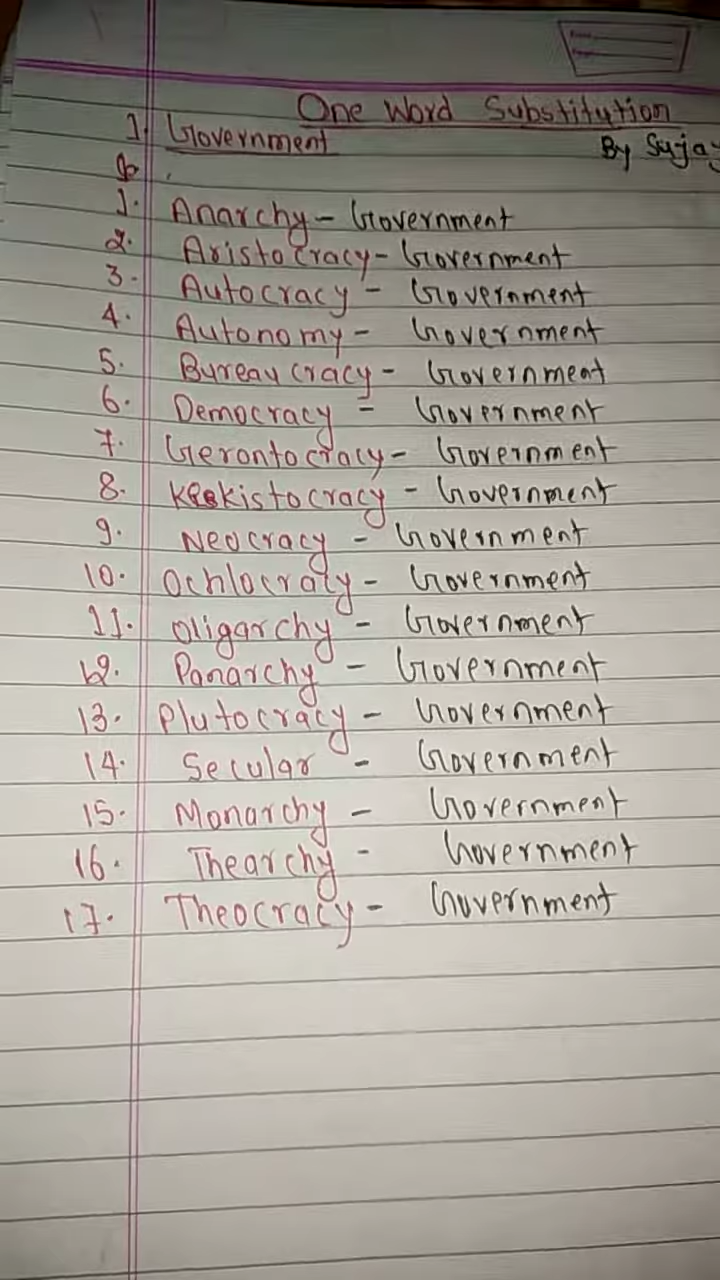 One Word Substitution
1. Government
By Sujay
1. Anarchy - Government
2. Aristocracy - Government
3. Autocracy - Government
4. Autonomy - Government
5. Bureaucracy - Government
6. Democracy - Government
7. Gerontocracy - Government
8. Kakistocracy - Government
9. Neocracy - Government
10. Ochlocracy - Government
11. Oligarchy - Government
12. Panarchy - Government
13. Plutocracy - Government
14. Secular - Government
15. Monarchy - Government
16. Thearchy - Government
17. Theocracy - Government